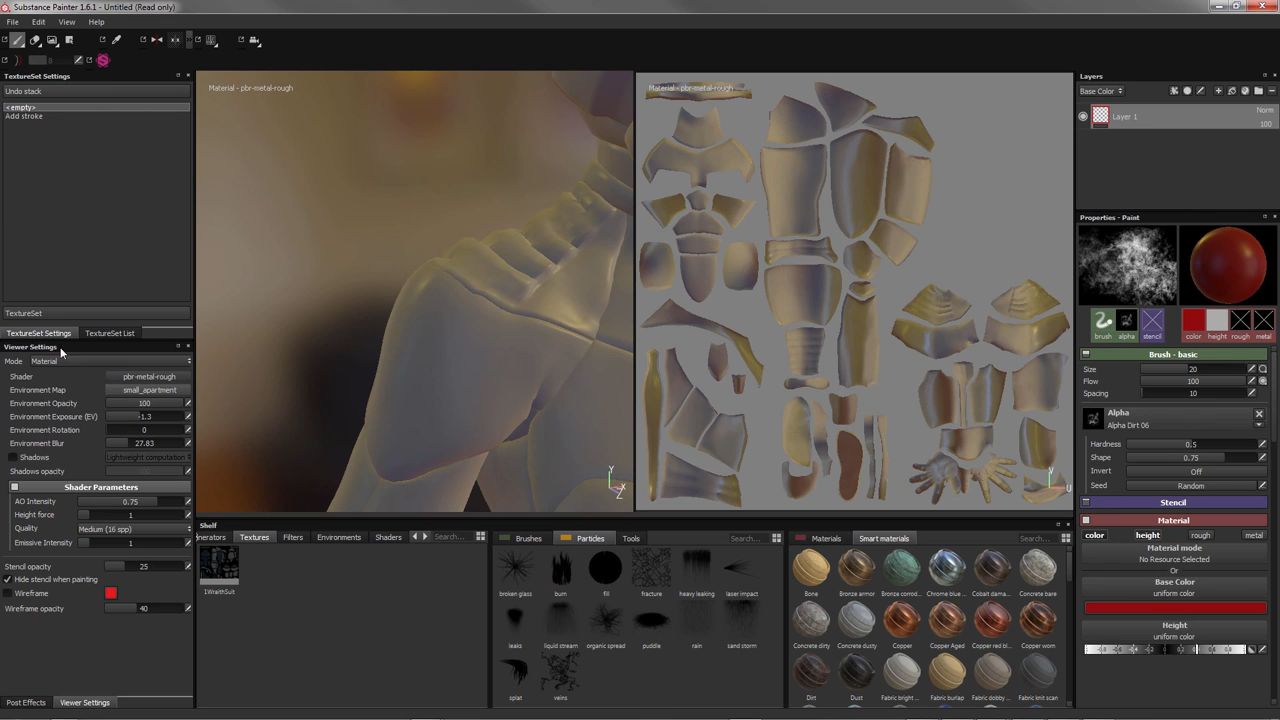 Substance Painter 1.6.1 - Untitled (Read only)
File Edit View Help
TextureSet Settings
Undo stack
<empty>
Add stroke
TextureSet
TextureSet Settings TextureSet List
Viewer Settings
Mode Material
Shader pbr-metal-rough
Environment Map small_apartment
Environment Opacity 100
Environment Exposure (EV) -1.3
Environment Rotation 0
Environment Blur 27.83
Shadows Lightweight computation
Shadows opacity
Shader Parameters
AO Intensity 0.75
Height force 1
Quality Medium (16 spp)
Emissive Intensity 1
Stencil opacity 25
Hide stencil when painting
Wireframe
Wireframe opacity 40
Post Effects Viewer Settings
Material - pbr-metal-rough
Material - pbr-metal-rough
Y
X
Z
Y
U
Shelf
nerators Textures Filters Environments Shaders Search...
1WraithSuit
Brushes Particles Tools Search...
broken glass burn fill fracture heavy leaking laser impact
leaks liquid stream organic spread puddle rain sand storm
splat veins
Materials Smart materials Search...
Bone Bronze armor Bronze corrod... Chrome blue ... Cobalt dama... Concrete bare
Concrete dirty Concrete dusty Copper Copper Aged Copper red bl... Copper worn
Dirt Dust Fabric bright ... Fabric burlap Fabric dobby ... Fabric knit scan
Layers
Base Color
Layer 1 Norm
100
Properties - Paint
brush alpha stencil color height rough metal
Brush - basic
Size 20
Flow 100
Spacing 10
Alpha
Alpha Dirt 06
Hardness 0.5
Shape 0.75
Invert Off
Seed Random
Stencil
Material
color height rough metal
Material mode
No Resource Selected
Or
Base Color
uniform color
Height
uniform color